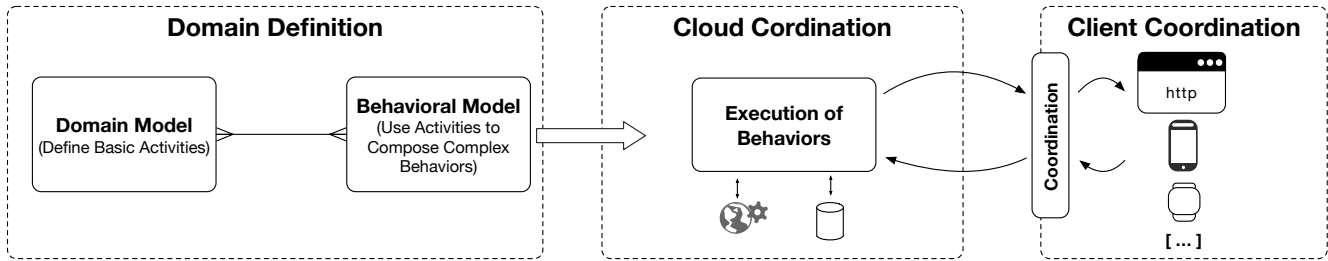 Domain Definition
Domain Model
(Define Basic Activities)
Behavioral Model
(Use Activities to
Compose Complex
Behaviors)
Cloud Cordination
Execution of
Behaviors
Client Coordination
Coordination
http
[ ... ]